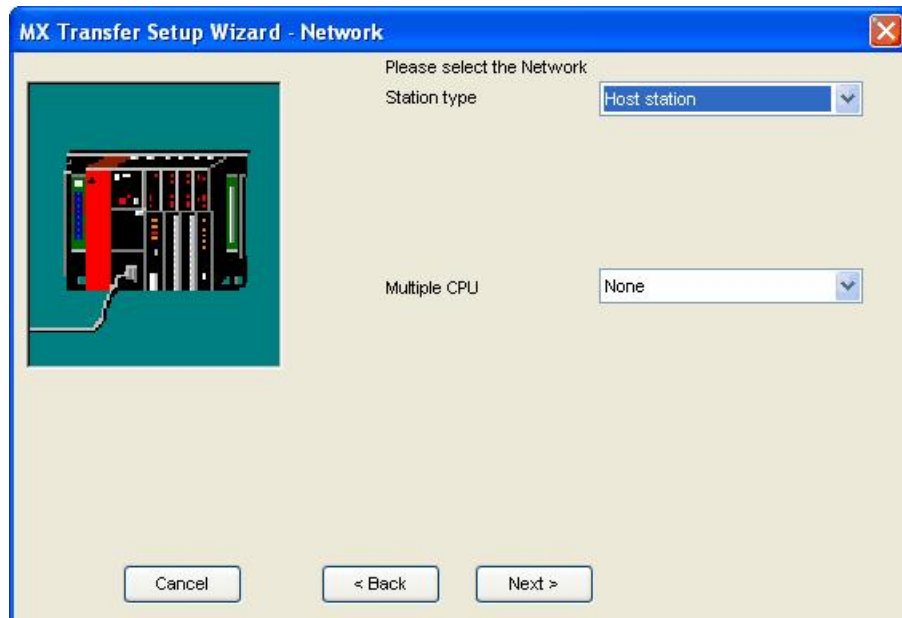 MX Transfer Setup Wizard - Network
Please select the Network
Station type
Host station
Multiple CPU
None
Cancel
< Back
Next >